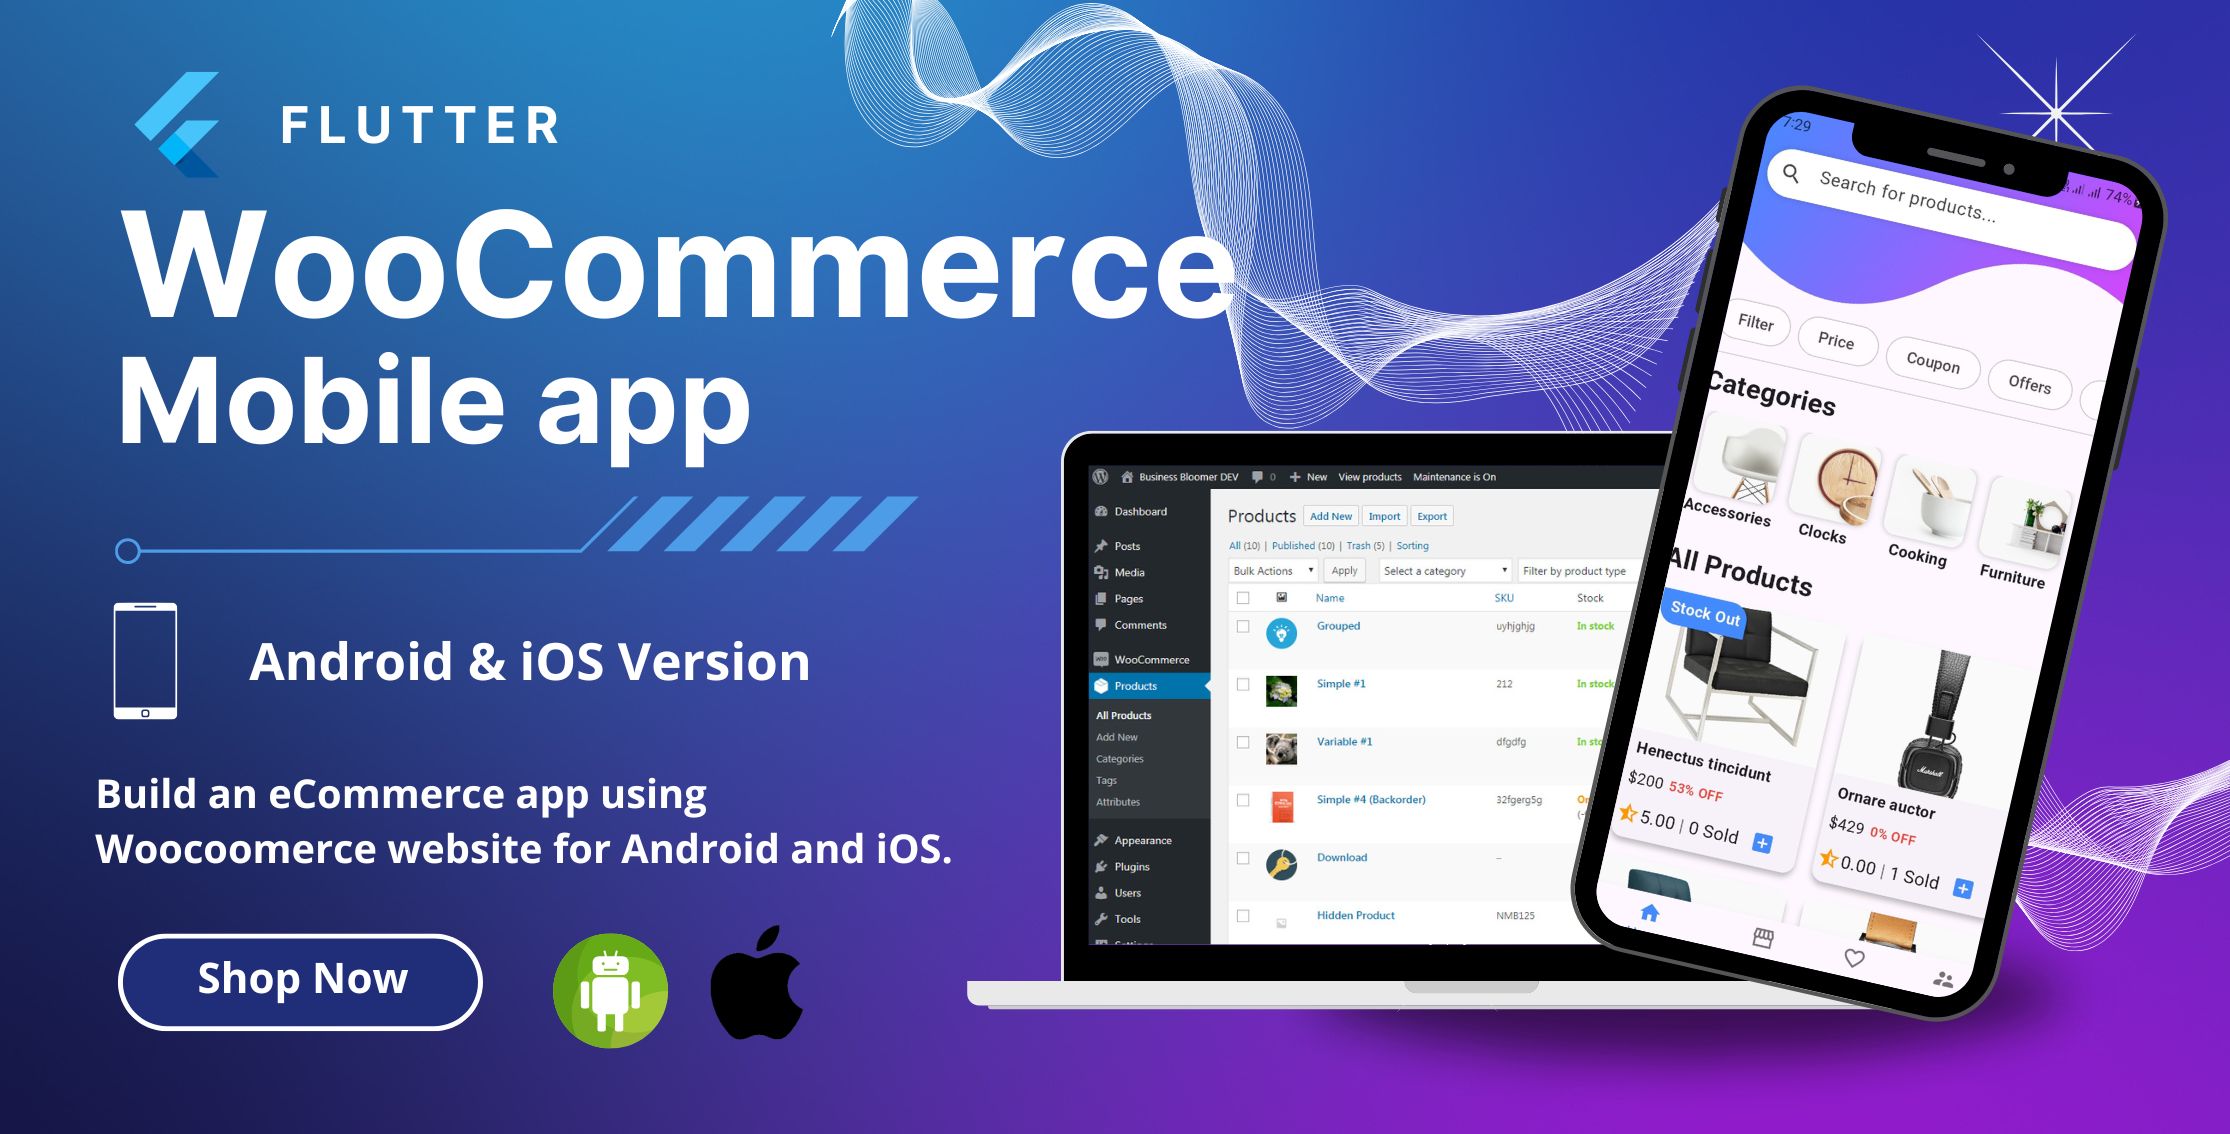 FLUTTER
WooCommerce
Mobile app
Android & iOS Version
Build an eCommerce app using
Woocoomerce website for Android and iOS.
Shop Now
Business Bloomer DEV 0 New View products Maintenance is On
Dashboard
Posts
Media
Pages
Comments
WooCommerce
Products
All Products
Add New
Categories
Tags
Attributes
Appearance
Plugins
Users
Tools
Products Add New Import Export
All (10) | Published (10) | Trash (5) | Sorting
Bulk Actions Apply Select a category Filter by product type
Name SKU Stock
Grouped uyhjghjg In stock
Simple #1 212 In stock
Variable #1 dfgdfg In sto
Simple #4 (Backorder) 32fgerg5g
Download –
Hidden Product NMB125
7:29 74%
Search for products...
Filter Price Coupon Offers
Categories
Accessories Clocks Cooking Furniture
All Products
Stock Out
Marshall
Henectus tincidunt
$200 53% OFF
5.00 | 0 Sold
Ornare auctor
$429 0% OFF
0.00 | 1 Sold